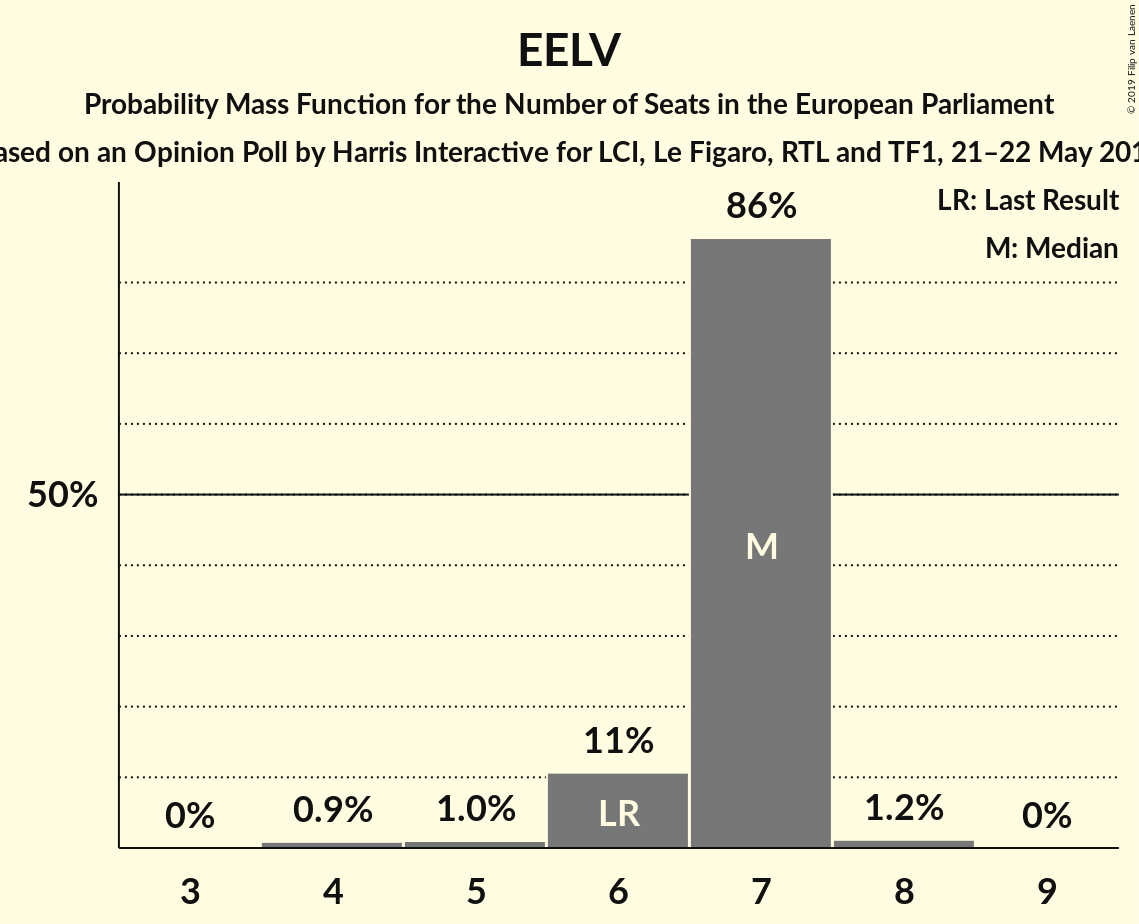 EELV
Probability Mass Function for the Number of Seats in the European Parliament
ased on an Opinion Poll by Harris Interactive for LCI, Le Figaro, RTL and TF1, 21–22 May 201
© 2019 Filip van Laenen
LR: Last Result
M: Median
86%
50%
M
11%
0%
0.9%
1.0%
LR
1.2%
0%
3 4 5 6 7 8 9